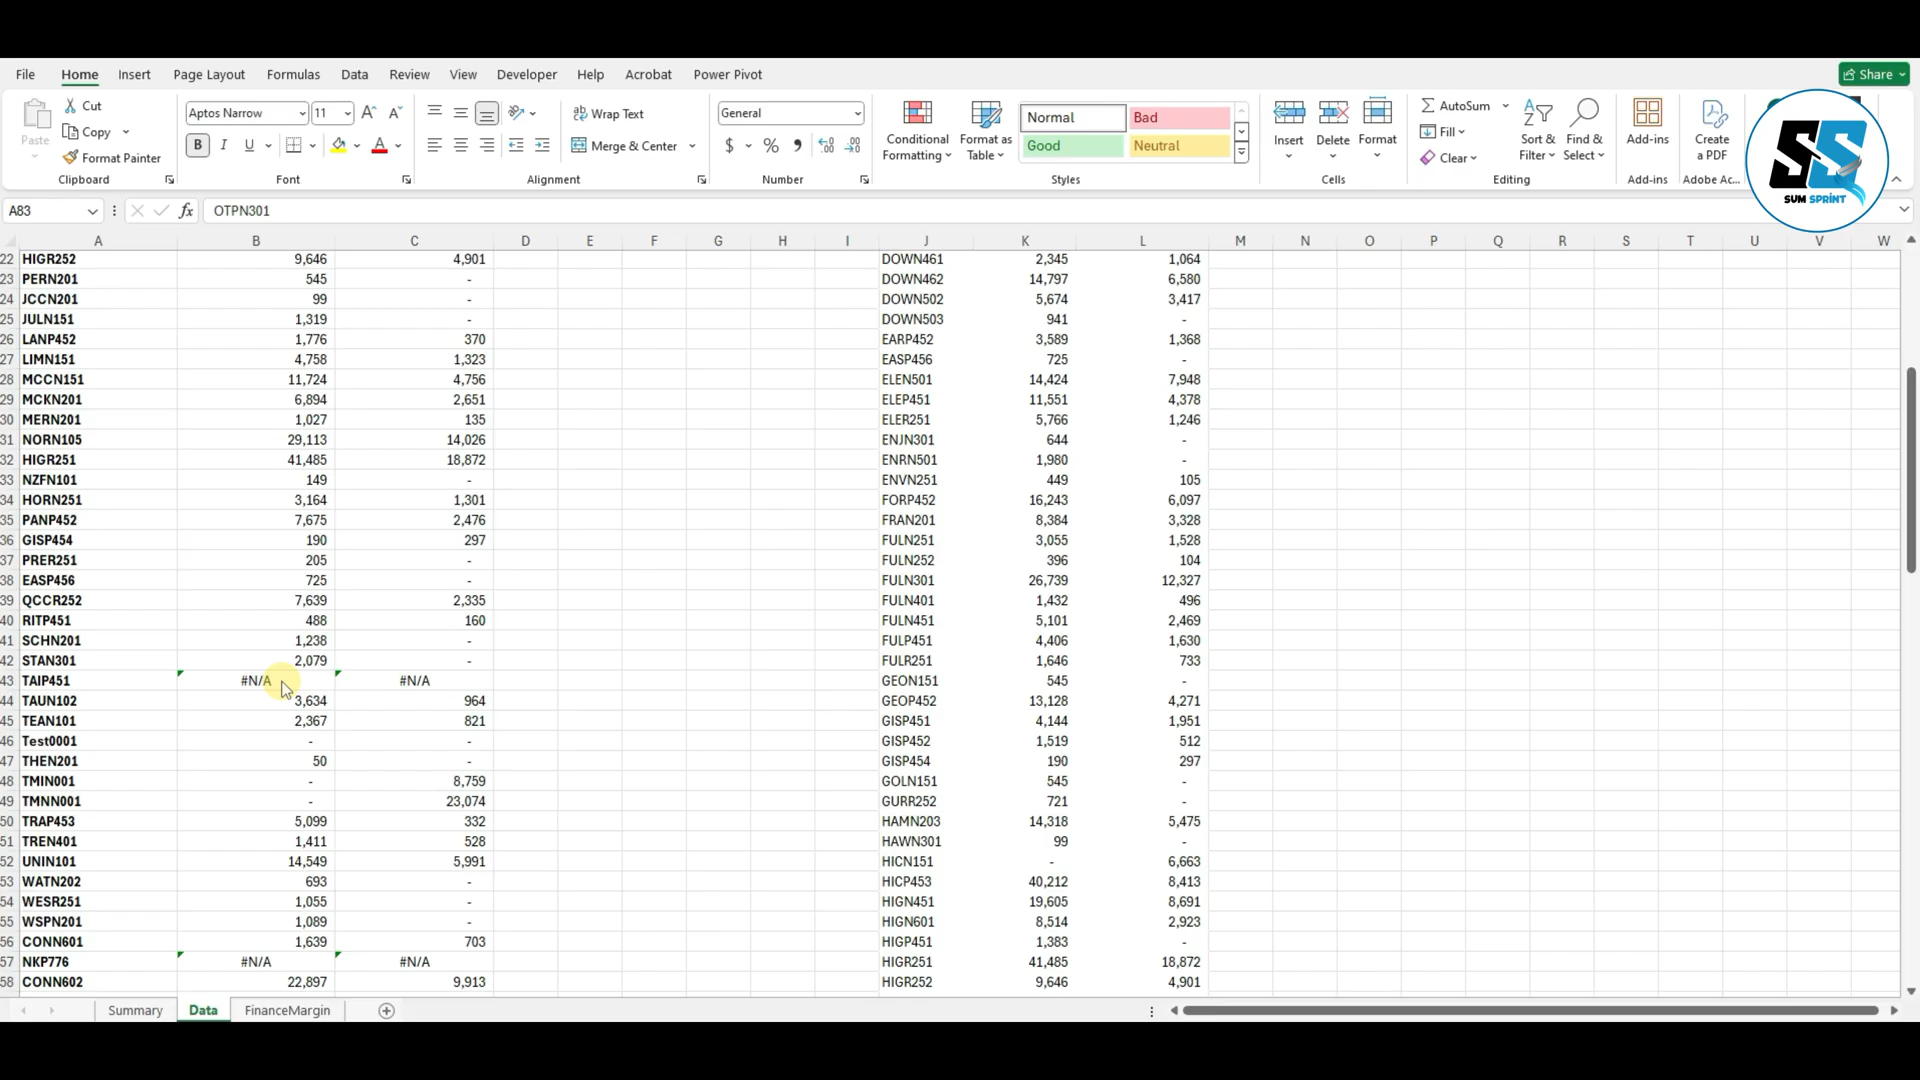 File Home Insert Page Layout Formulas Data Review View Developer Help Acrobat Power Pivot Share
Cut
Copy
Format Painter
Paste
Clipboard
Aptos Narrow 11
B I U
Font
Wrap Text
Merge & Center
Alignment
General
$ % 9
Number
Conditional Formatting
Format as Table
Normal Bad
Good Neutral
Styles
Insert Delete Format
Cells
AutoSum
Fill
Clear
Sort & Filter
Find & Select
Editing
Add-ins
Add-ins
Create a PDF
Adobe Ac...
SS
SUM SPRINT
A83 fx OTPN301
A B C D E F G H I J K L M N O P Q R S T U V W
22 HIGR252 9,646 4,901 DOWN461 2,345 1,064
23 PERN201 545 - DOWN462 14,797 6,580
24 JCCN201 99 - DOWN502 5,674 3,417
25 JULN151 1,319 - DOWN503 941 -
26 LANP452 1,776 370 EARP452 3,589 1,368
27 LIMN151 4,758 1,323 EASP456 725 -
28 MCCN151 11,724 4,756 ELEN501 14,424 7,948
29 MCKN201 6,894 2,651 ELEP451 11,551 4,378
30 MERN201 1,027 135 ELER251 5,766 1,246
31 NORN105 29,113 14,026 ENJN301 644 -
32 HIGR251 41,485 18,872 ENRN501 1,980 -
33 NZFN101 149 - ENVN251 449 105
34 HORN251 3,164 1,301 FORP452 16,243 6,097
35 PANP452 7,675 2,476 FRAN201 8,384 3,328
36 GISP454 190 297 FULN251 3,055 1,528
37 PRER251 205 - FULN252 396 104
38 EASP456 725 - FULN301 26,739 12,327
39 QCCR252 7,639 2,335 FULN401 1,432 496
40 RITP451 488 160 FULN451 5,101 2,469
41 SCHN201 1,238 - FULP451 4,406 1,630
42 STAN301 2,079 - FULR251 1,646 733
43 TAIP451 #N/A #N/A GEON151 545 -
44 TAUN102 3,634 964 GEOP452 13,128 4,271
45 TEAN101 2,367 821 GISP451 4,144 1,951
46 Test0001 - - GISP452 1,519 512
47 THEN201 50 - GISP454 190 297
48 TMIN001 - 8,759 GOLN151 545 -
49 TMNN001 - 23,074 GURR252 721 -
50 TRAP453 5,099 332 HAMN203 14,318 5,475
51 TREN401 1,411 528 HAWN301 99 -
52 UNIN101 14,549 5,991 HICN151 - 6,663
53 WATN202 693 - HICP453 40,212 8,413
54 WESR251 1,055 - HIGN451 19,605 8,691
55 WSPN201 1,089 - HIGN601 8,514 2,923
56 CONN601 1,639 703 HIGP451 1,383 -
57 NKP776 #N/A #N/A HIGR251 41,485 18,872
58 CONN602 22,897 9,913 HIGR252 9,646 4,901
Summary Data FinanceMargin